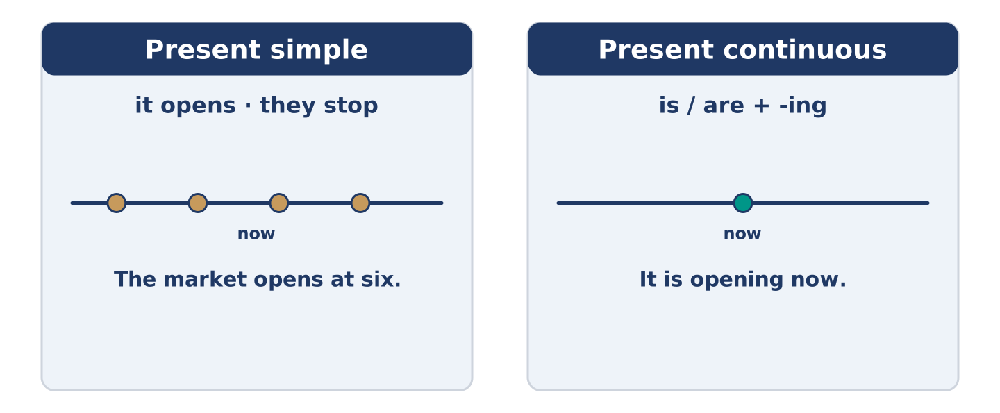 Present simple
it opens · they stop
now
The market opens at six.
Present continuous
is / are + -ing
now
It is opening now.